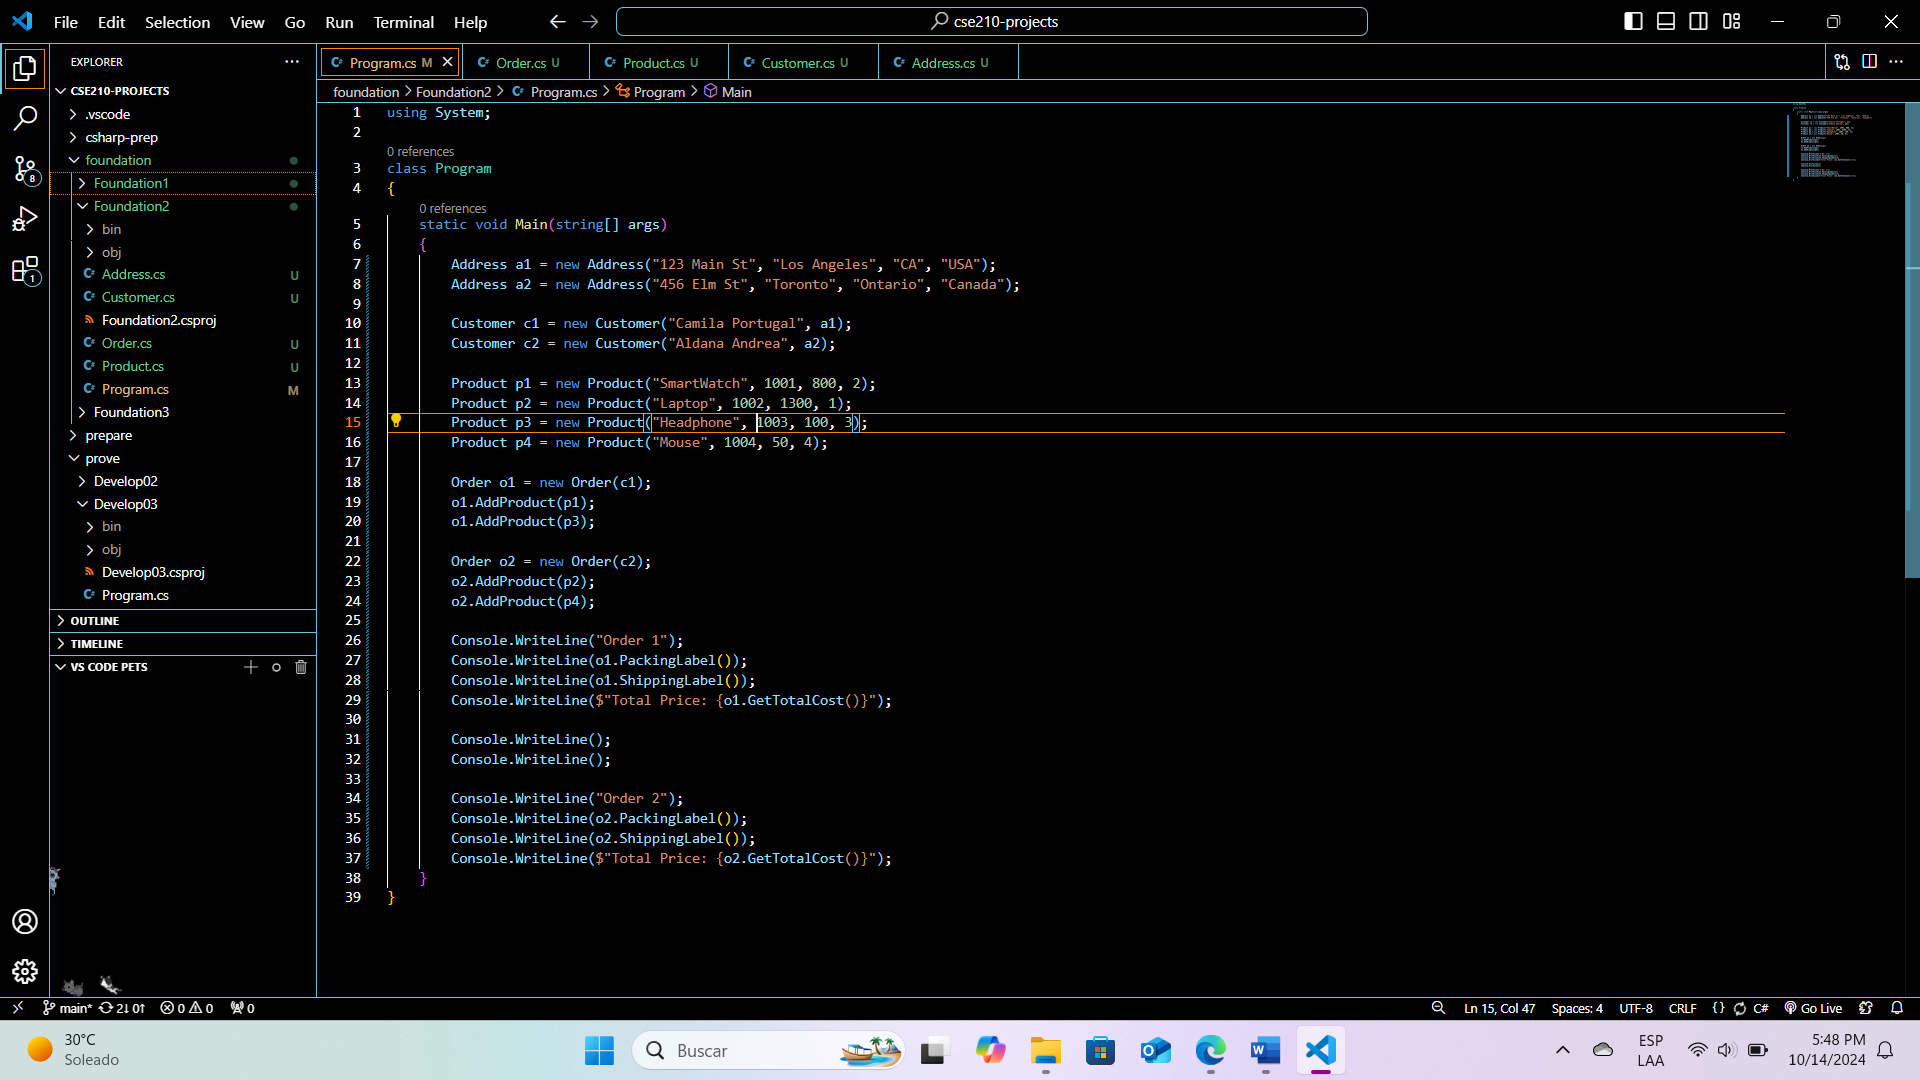 File Edit Selection View Go Run Terminal Help
cse210-projects
EXPLORER
CSE210-PROJECTS
.vscode
csharp-prep
foundation
Foundation1
Foundation2
bin
obj
Address.cs U
Customer.cs U
Foundation2.csproj
Order.cs U
Product.cs U
Program.cs M
Foundation3
prepare
prove
Develop02
Develop03
bin
obj
Develop03.csproj
Program.cs
OUTLINE
TIMELINE
VS CODE PETS
8
1
Program.cs M Order.cs U Product.cs U Customer.cs U Address.cs U
foundation > Foundation2 > Program.cs > Program > Main
1 using System;
2
0 references
3 class Program
4 {
0 references
5 static void Main(string[] args)
6 {
7 Address a1 = new Address("123 Main St", "Los Angeles", "CA", "USA");
8 Address a2 = new Address("456 Elm St", "Toronto", "Ontario", "Canada");
9
10 Customer c1 = new Customer("Camila Portugal", a1);
11 Customer c2 = new Customer("Aldana Andrea", a2);
12
13 Product p1 = new Product("SmartWatch", 1001, 800, 2);
14 Product p2 = new Product("Laptop", 1002, 1300, 1);
15 Product p3 = new Product("Headphone", 1003, 100, 3);
16 Product p4 = new Product("Mouse", 1004, 50, 4);
17
18 Order o1 = new Order(c1);
19 o1.AddProduct(p1);
20 o1.AddProduct(p3);
21
22 Order o2 = new Order(c2);
23 o2.AddProduct(p2);
24 o2.AddProduct(p4);
25
26 Console.WriteLine("Order 1");
27 Console.WriteLine(o1.PackingLabel());
28 Console.WriteLine(o1.ShippingLabel());
29 Console.WriteLine($"Total Price: {o1.GetTotalCost()}");
30
31 Console.WriteLine();
32 Console.WriteLine();
33
34 Console.WriteLine("Order 2");
35 Console.WriteLine(o2.PackingLabel());
36 Console.WriteLine(o2.ShippingLabel());
37 Console.WriteLine($"Total Price: {o2.GetTotalCost()}");
38 }
39 }
main* 2↓ 0↑ 0 0 0
Ln 15, Col 47 Spaces: 4 UTF-8 CRLF {} C# Go Live
30°C
Soleado
Buscar
ESP
LAA
5:48 PM
10/14/2024